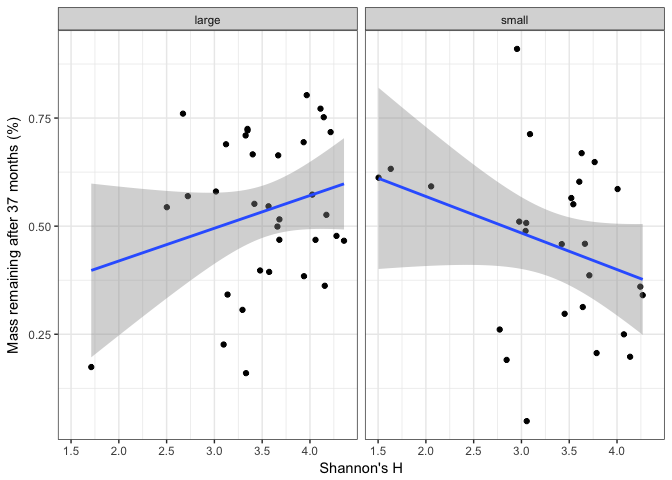 large small
Mass remaining after 37 months (%)
0.75
0.50
0.25
1.5 2.0 2.5 3.0 3.5 4.0 1.5 2.0 2.5 3.0 3.5 4.0
Shannon's H